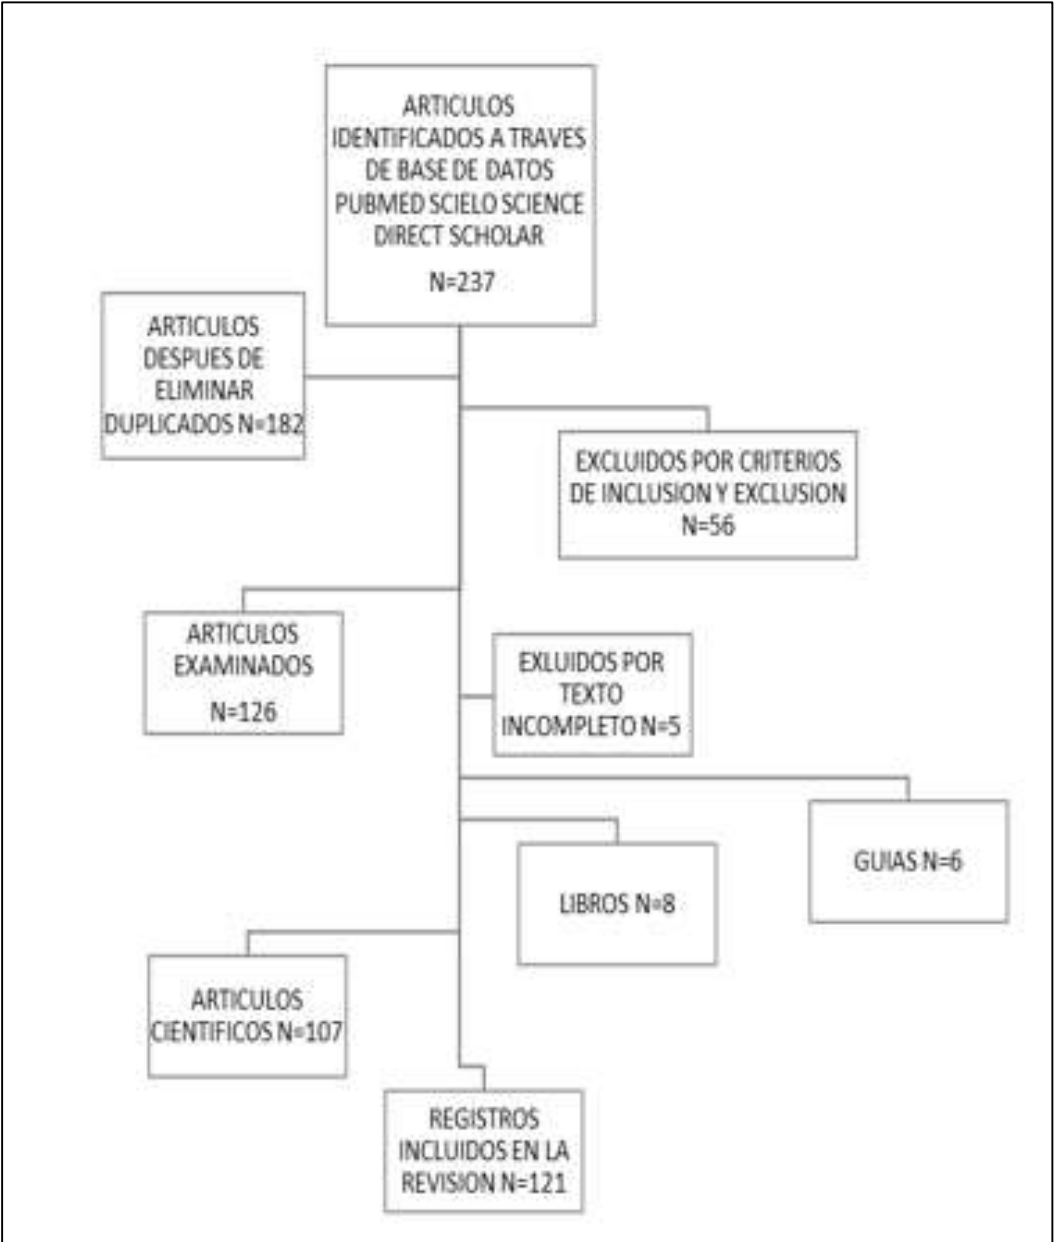 ARTICULOS
IDENTIFICADOS A TRAVES
DE BASE DE DATOS
PUBMED SCIELO SCIENCE
DIRECT SCHOLAR
N=237
ARTICULOS
DESPUES DE
ELIMINAR
DUPLICADOS N=182
EXCLUIDOS POR CRITERIOS
DE INCLUSION Y EXCLUSION
N=56
ARTICULOS
EXAMINADOS
N=126
EXLUIDOS POR
TEXTO
INCOMPLETO N=5
GUIAS N=6
LIBROS N=8
ARTICULOS
CIENTIFICOS N=107
REGISTROS
INCLUIDOS EN LA
REVISION N=121